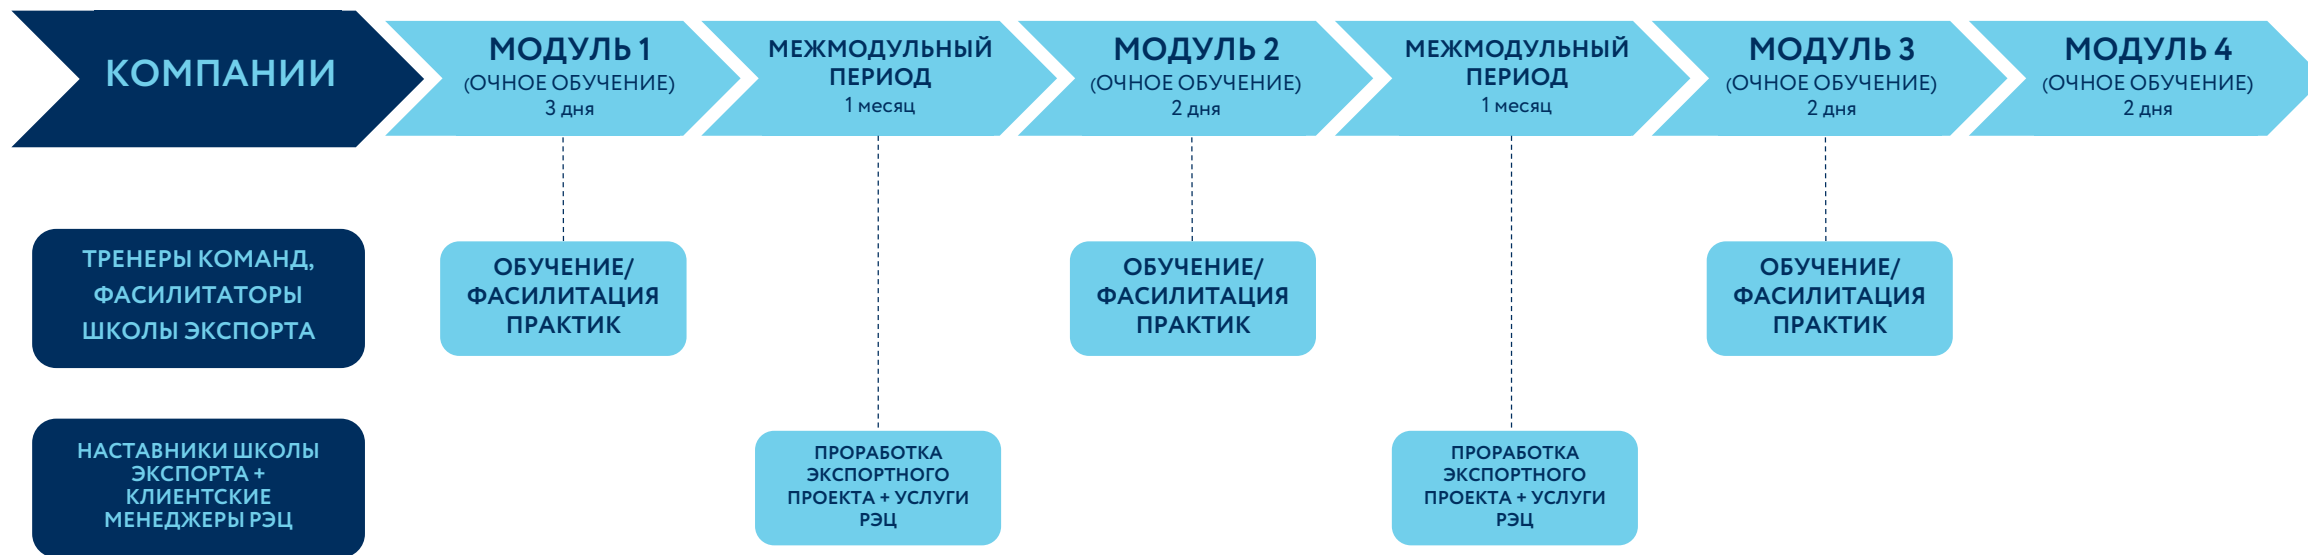 КОМПАНИИ
МОДУЛЬ 1
(ОЧНОЕ ОБУЧЕНИЕ)
3 дня
МЕЖМОДУЛЬНЫЙ
ПЕРИОД
1 месяц
МОДУЛЬ 2
(ОЧНОЕ ОБУЧЕНИЕ)
2 дня
МЕЖМОДУЛЬНЫЙ
ПЕРИОД
1 месяц
МОДУЛЬ 3
(ОЧНОЕ ОБУЧЕНИЕ)
2 дня
МОДУЛЬ 4
(ОЧНОЕ ОБУЧЕНИЕ)
2 дня
ТРЕНЕРЫ КОМАНД,
ФАСИЛИТАТОРЫ
ШКОЛЫ ЭКСПОРТА
ОБУЧЕНИЕ/
ФАСИЛИТАЦИЯ
ПРАКТИК
ОБУЧЕНИЕ/
ФАСИЛИТАЦИЯ
ПРАКТИК
ОБУЧЕНИЕ/
ФАСИЛИТАЦИЯ
ПРАКТИК
НАСТАВНИКИ ШКОЛЫ
ЭКСПОРТА +
КЛИЕНТСКИЕ
МЕНЕДЖЕРЫ РЭЦ
ПРОРАБОТКА
ЭКСПОРТНОГО
ПРОЕКТА + УСЛУГИ
РЭЦ
ПРОРАБОТКА
ЭКСПОРТНОГО
ПРОЕКТА + УСЛУГИ
РЭЦ